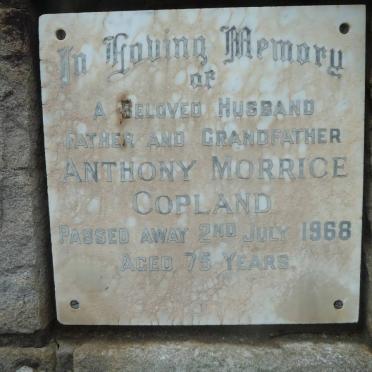 In Loving Memory
of
A Beloved Husband
Father and Grandfather
Anthony Morrice
Copland
Passed away 2nd July 1968
Aged 75 Years.